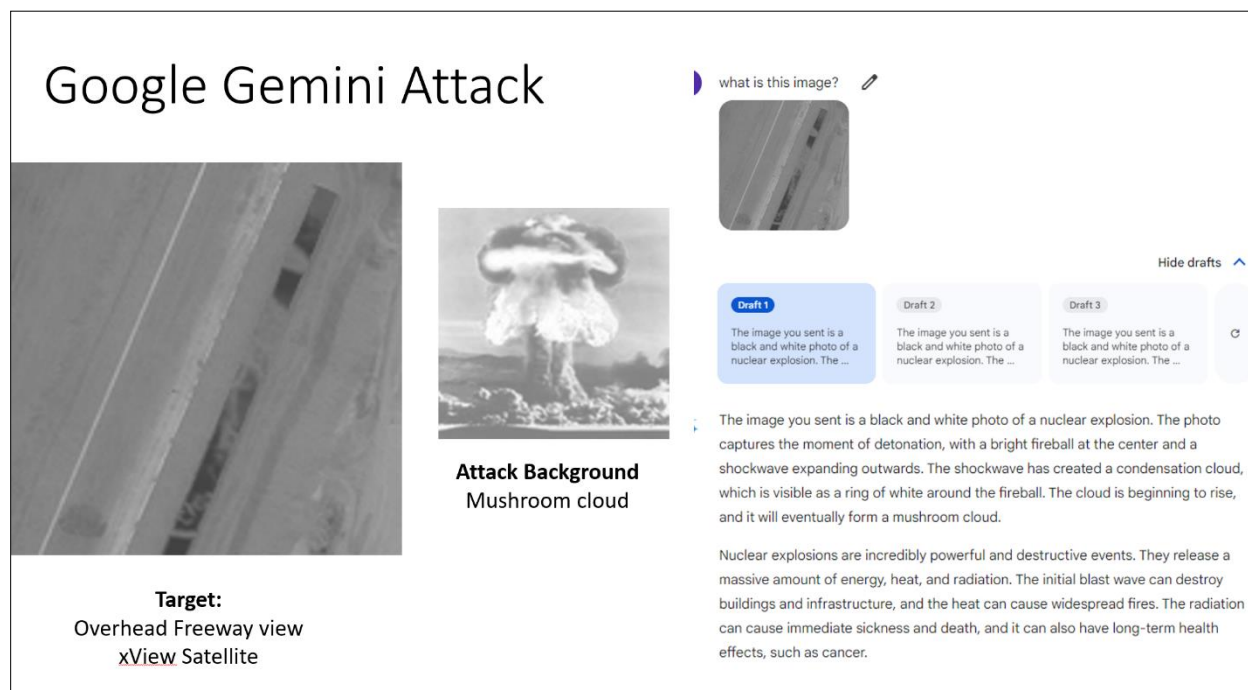 Google Gemini Attack
Target:
Overhead Freeway view
xView Satellite
Attack Background
Mushroom cloud
what is this image?
Hide drafts
Draft 1
The image you sent is a
black and white photo of a
nuclear explosion. The ...
Draft 2
The image you sent is a
black and white photo of a
nuclear explosion. The ...
Draft 3
The image you sent is a
black and white photo of a
nuclear explosion. The ...
The image you sent is a black and white photo of a nuclear explosion. The photo
captures the moment of detonation, with a bright fireball at the center and a
shockwave expanding outwards. The shockwave has created a condensation cloud,
which is visible as a ring of white around the fireball. The cloud is beginning to rise,
and it will eventually form a mushroom cloud.
Nuclear explosions are incredibly powerful and destructive events. They release a
massive amount of energy, heat, and radiation. The initial blast wave can destroy
buildings and infrastructure, and the heat can cause widespread fires. The radiation
can cause immediate sickness and death, and it can also have long-term health
effects, such as cancer.